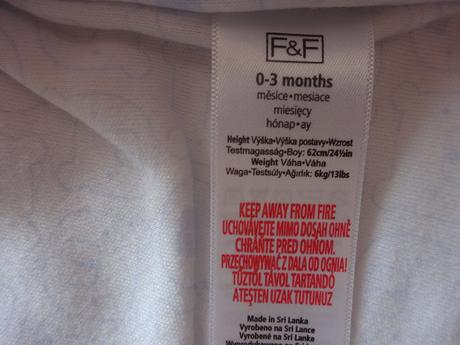 F&F
0-3 months
měsíce•mesiace
miesięcy
hónap•ay
Height Výška•Výška postavy•Wzrost
Testmagasság•Boy: 62cm/24½in
Weight Váha•Váha
Waga•Testsúly•Ağırlık: 6kg/13lbs
KEEP AWAY FROM FIRE
UCHOVÁVEJTE MIMO DOSAH OHNĚ
CHRÁŇTE PRED OHŇOM.
PRZECHOWYWAĆ Z DALA OD OGNIA!
TŰZTŐL TÁVOL TARTANDÓ
ATEŞTEN UZAK TUTUNUZ
Made in Sri Lanka
Vyrobeno na Sri Lance
Vyrobené na Srí Lanke